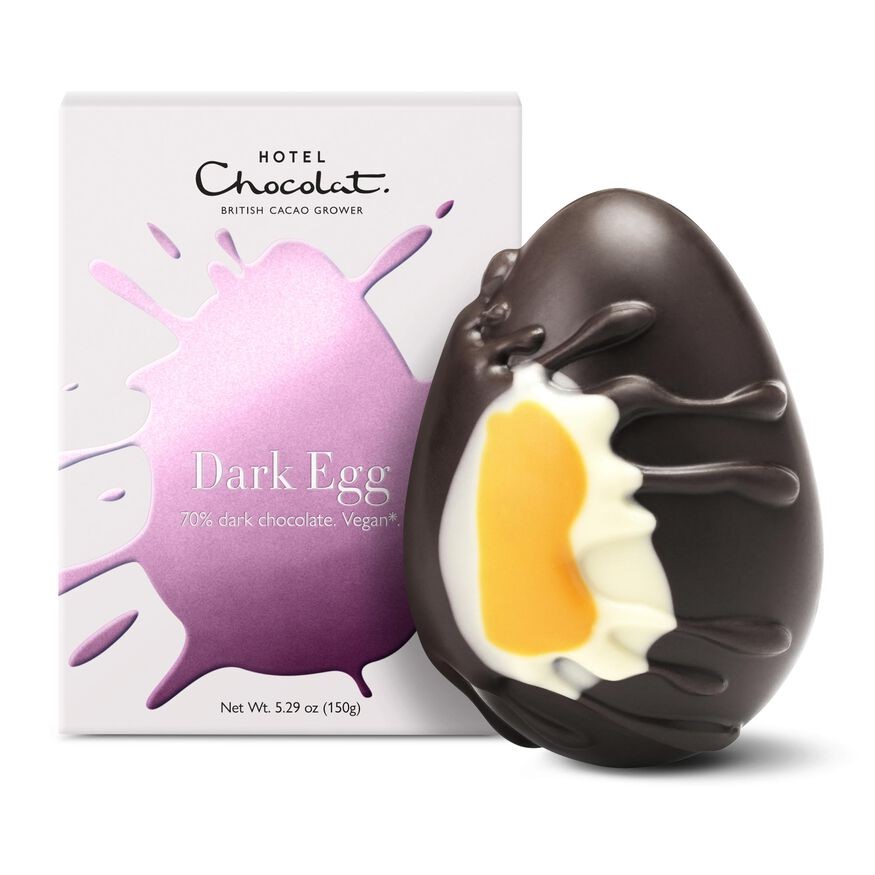 HOTEL
Chocolat.
BRITISH CACAO GROWER
Dark Egg
70% dark chocolate. Vegan*.
Net Wt. 5.29 oz (150g)